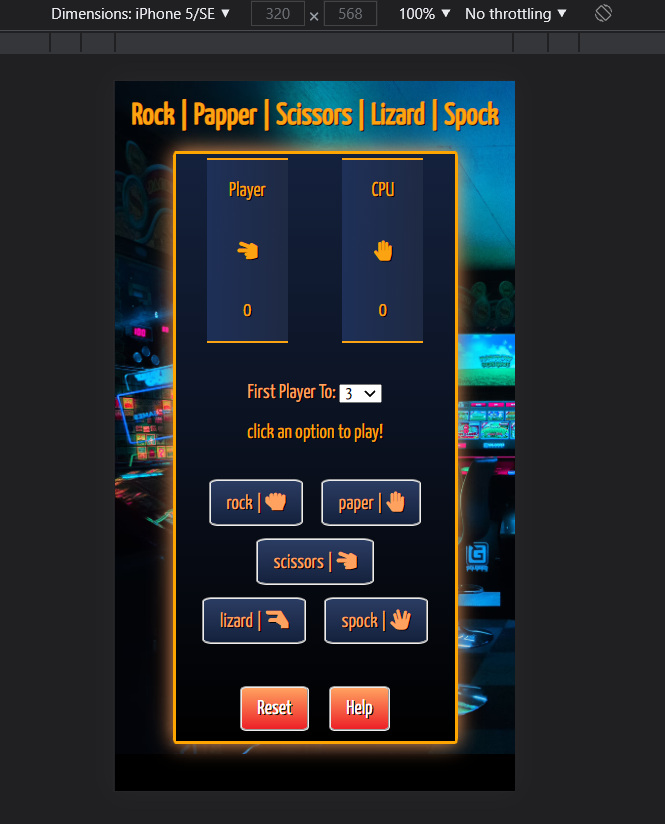 Dimensions: iPhone 5/SE ▼ 320 × 568 100% ▼ No throttling ▼
Rock | Papper | Scissors | Lizard | Spock
Player CPU
0 0
First Player To: 3
click an option to play!
rock | paper |
scissors |
lizard | spock |
Reset Help